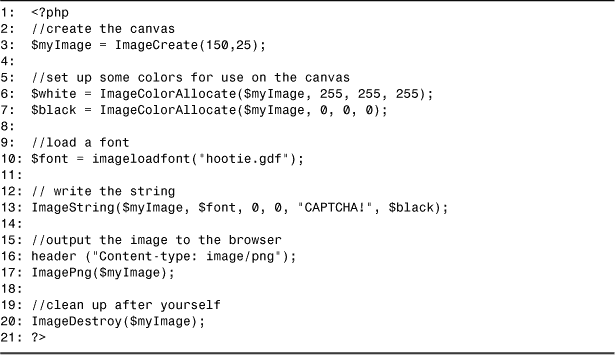 1:  <?php
2:  //create the canvas
3:  $myImage = ImageCreate(150,25);
4:
5:  //set up some colors for use on the canvas
6:  $white = ImageColorAllocate($myImage, 255, 255, 255);
7:  $black = ImageColorAllocate($myImage, 0, 0, 0);
8:
9:  //load a font
10: $font = imageloadfont("hootie.gdf");
11:
12: // write the string
13: ImageString($myImage, $font, 0, 0, "CAPTCHA!", $black);
14:
15: //output the image to the browser
16: header ("Content-type: image/png");
17: ImagePng($myImage);
18:
19: //clean up after yourself
20: ImageDestroy($myImage);
21: ?>